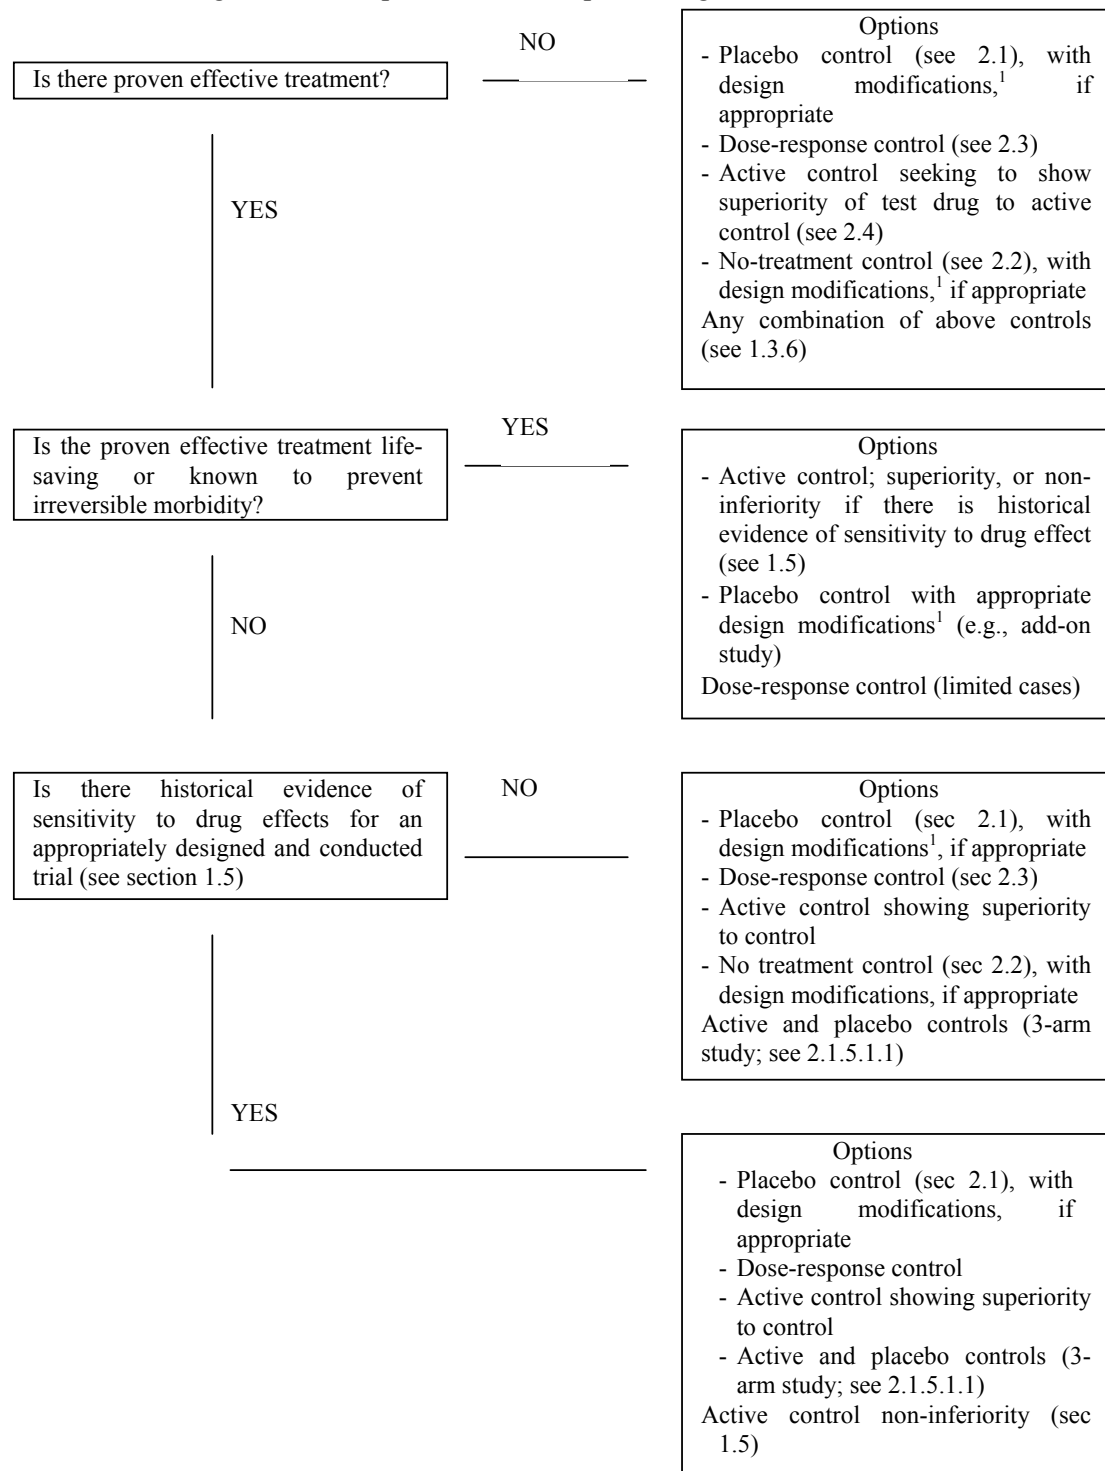 Is there proven effective treatment?
NO
Options
- Placebo control (see 2.1), with
design modifications,1 if
appropriate
- Dose-response control (see 2.3)
- Active control seeking to show
superiority of test drug to active
control (see 2.4)
- No-treatment control (see 2.2), with
design modifications,1 if appropriate
Any combination of above controls
(see 1.3.6)
YES
Is the proven effective treatment life-
saving or known to prevent
irreversible morbidity?
YES
Options
- Active control; superiority, or non-
inferiority if there is historical
evidence of sensitivity to drug effect
(see 1.5)
- Placebo control with appropriate
design modifications1 (e.g., add-on
study)
Dose-response control (limited cases)
NO
Is there historical evidence of
sensitivity to drug effects for an
appropriately designed and conducted
trial (see section 1.5)
NO
Options
- Placebo control (sec 2.1), with
design modifications1, if appropriate
- Dose-response control (sec 2.3)
- Active control showing superiority
to control
- No treatment control (sec 2.2), with
design modifications, if appropriate
Active and placebo controls (3-arm
study; see 2.1.5.1.1)
YES
Options
- Placebo control (sec 2.1), with
design modifications, if
appropriate
- Dose-response control
- Active control showing superiority
to control
- Active and placebo controls (3-
arm study; see 2.1.5.1.1)
Active control non-inferiority (sec
1.5)